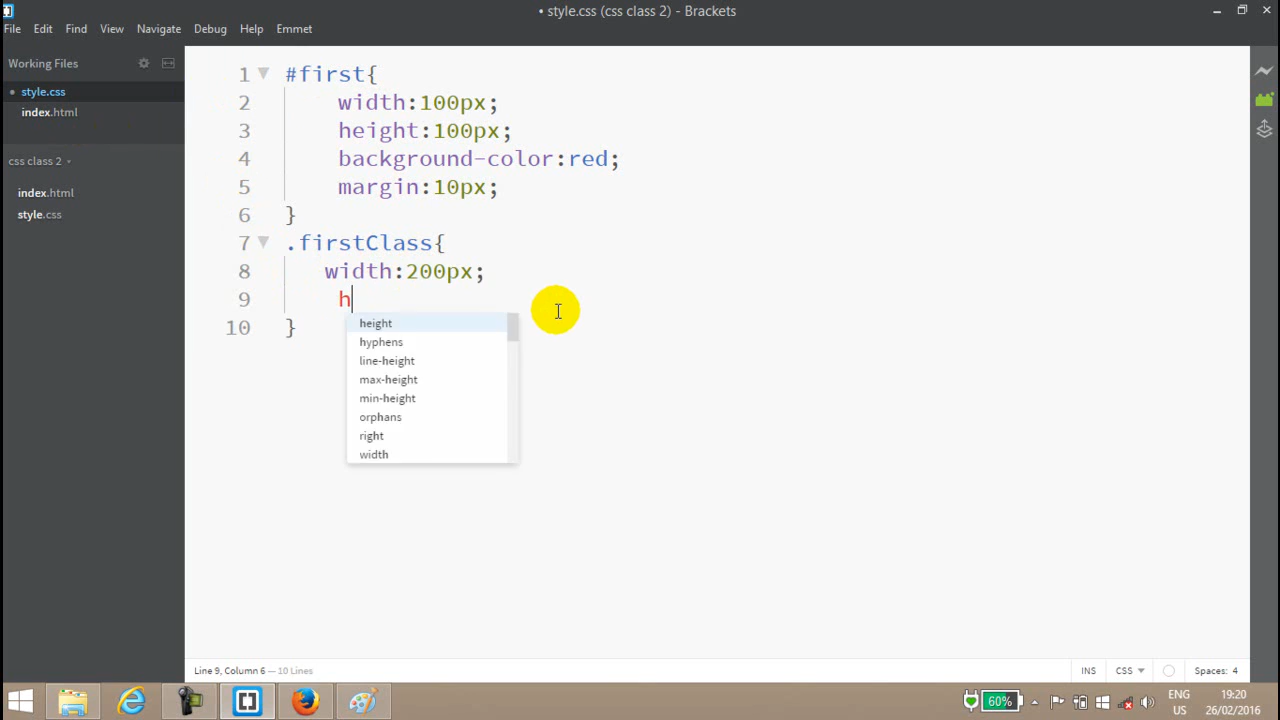 • style.css (css class 2) - Brackets
File Edit Find View Navigate Debug Help Emmet
Working Files
• style.css
index.html
css class 2
index.html
style.css
1 #first{
2 width:100px;
3 height:100px;
4 background-color:red;
5 margin:10px;
6 }
7 .firstClass{
8 width:200px;
9 h
10 }
height
hyphens
line-height
max-height
min-height
orphans
right
width
Line 9, Column 6 — 10 Lines
INS CSS Spaces: 4
60% ENG 19:20
US 26/02/2016